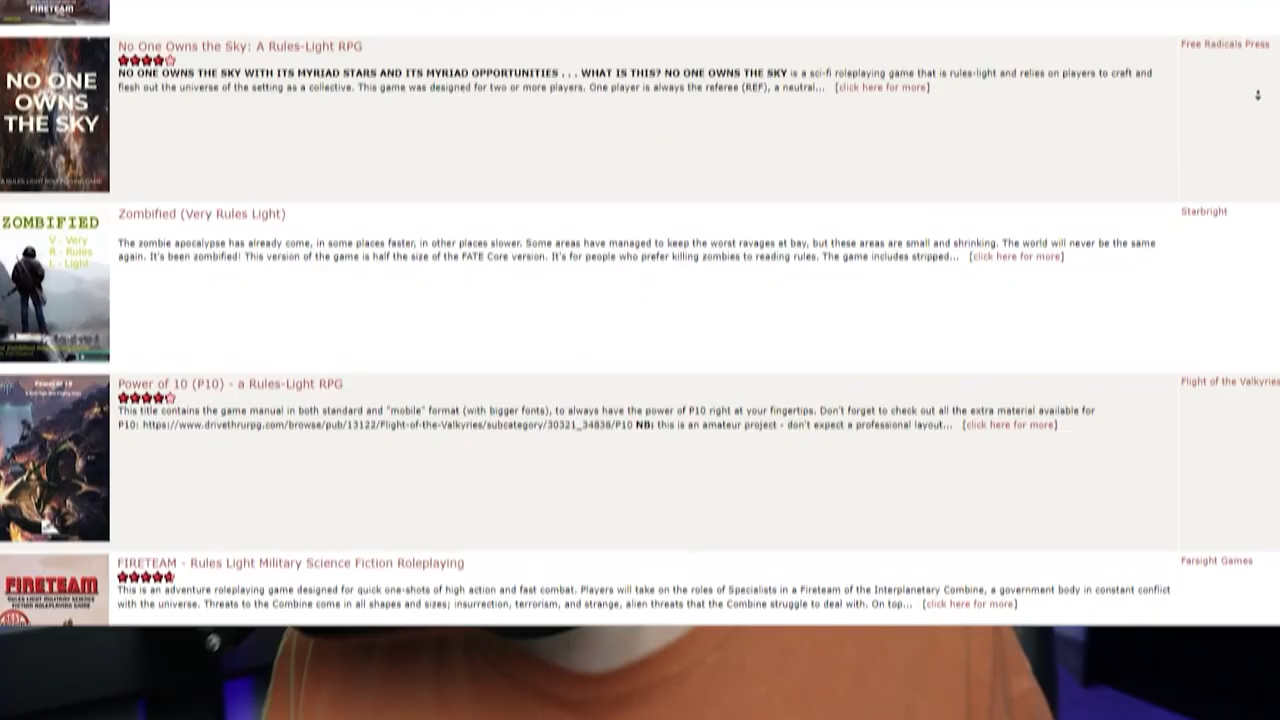 FIRETEAM
No One Owns the Sky: A Rules-Light RPG
Free Radicals Press
NO ONE OWNS THE SKY WITH ITS MYRIAD STARS AND ITS MYRIAD OPPORTUNITIES . . . WHAT IS THIS? NO ONE OWNS THE SKY is a sci-fi roleplaying game that is rules-light and relies on players to craft and
flesh out the universe of the setting as a collective. This game was designed for two or more players. One player is always the referee (REF), a neutral... [click here for more]
NO ONE
OWNS
THE SKY
A RULES-LIGHT ROLEPLAYING GAME
Zombified (Very Rules Light)
Starbright
ZOMBIFIED
V - Very
R - Rules
L - Light
The zombie apocalypse has already come, in some places faster, in other places slower. Some areas have managed to keep the worst ravages at bay, but these areas are small and shrinking. The world will never be the same
again. It's been zombified! This version of the game is half the size of the FATE Core version. It's for people who prefer killing zombies to reading rules. The game includes stripped... [click here for more]
Power of 10 (P10) - a Rules-Light RPG
Flight of the Valkyries
Power of 10
This title contains the game manual in both standard and "mobile" format (with bigger fonts), to always have the power of P10 right at your fingertips. Don't forget to check out all the extra material available for
P10: https://www.drivethrurpg.com/browse/pub/13122/Flight-of-the-Valkyries/subcategory/30321_34838/P10 NB: this is an amateur project - don't expect a professional layout... [click here for more]
FIRETEAM - Rules Light Military Science Fiction Roleplaying
Farsight Games
FIRETEAM
RULES LIGHT MILITARY SCIENCE
FICTION ROLEPLAYING GAME
This is an adventure roleplaying game designed for quick one-shots of high action and fast combat. Players will take on the roles of Specialists in a Fireteam of the Interplanetary Combine, a government body in constant conflict
with the universe. Threats to the Combine come in all shapes and sizes; insurrection, terrorism, and strange, alien threats that the Combine struggle to deal with. On top... [click here for more]